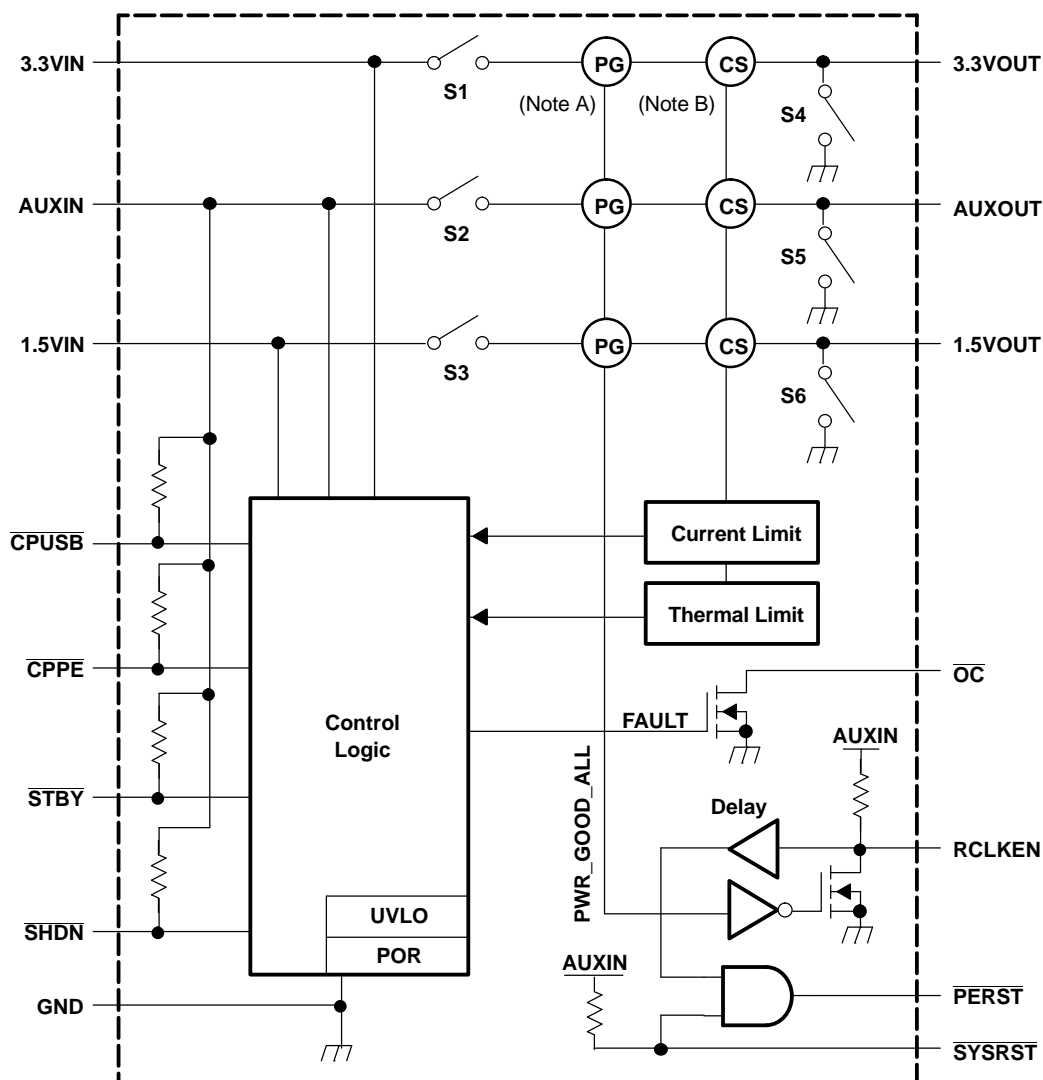 3.3VIN
S1
PG
(Note A)
CS
(Note B)
S4
3.3VOUT
AUXIN
S2
PG
CS
S5
AUXOUT
1.5VIN
S3
PG
CS
S6
1.5VOUT
CPUSB
CPPE
STBY
SHDN
GND
Control
Logic
UVLO
POR
Current Limit
Thermal Limit
FAULT
OC
PWR_GOOD_ALL
AUXIN
Delay
RCLKEN
AUXIN
PERST
SYSRST